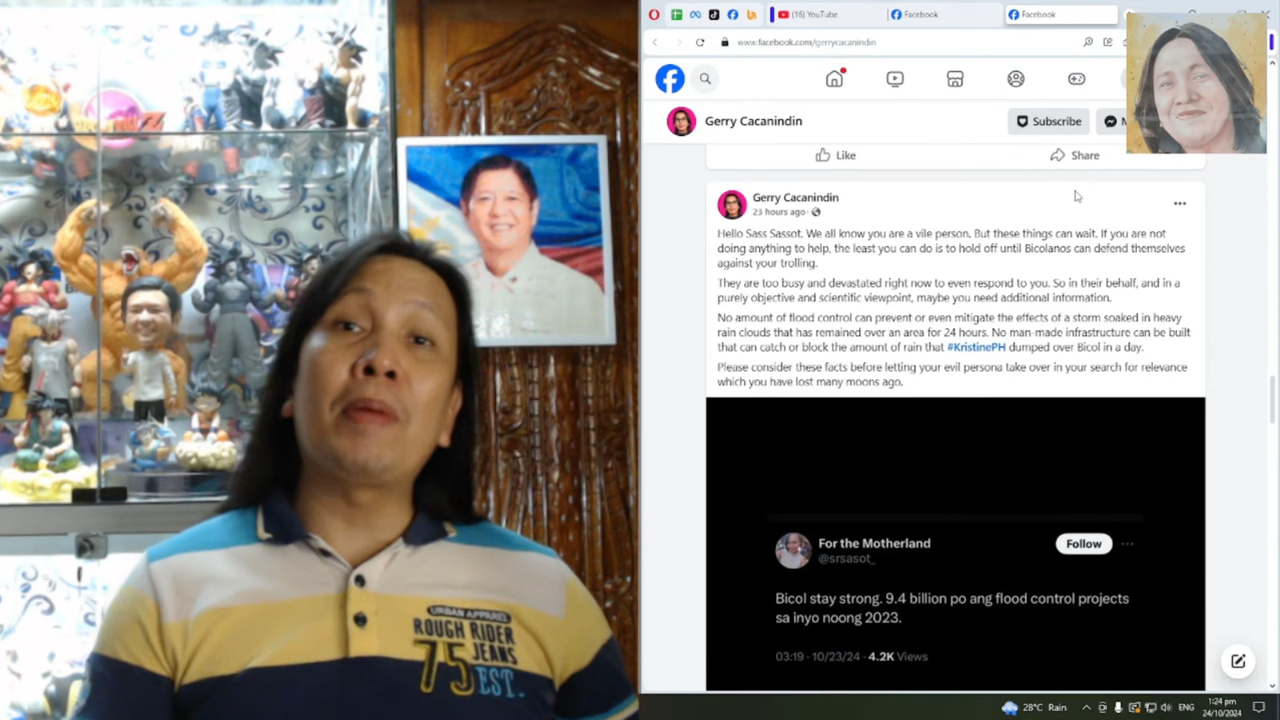 (16) YouTube
Facebook
Facebook
www.facebook.com/gerrycacanindin
Gerry Cacanindin
Subscribe
Like
Share
Gerry Cacanindin
23 hours ago
Hello Sass Sassot. We all know you are a vile person. But these things can wait. If you are not
doing anything to help, the least you can do is to hold off until Bicolanos can defend themselves
against your trolling.
They are too busy and devastated right now to even respond to you. So in their behalf, and in a
purely objective and scientific viewpoint, maybe you need additional information.
No amount of flood control can prevent or even mitigate the effects of a storm soaked in heavy
rain clouds that has remained over an area for 24 hours. No man-made infrastructure can be built
that can catch or block the amount of rain that #KristinePH dumped over Bicol in a day.
Please consider these facts before letting your evil persona take over in your search for relevance
which you have lost many moons ago.
For the Motherland
@srsasot_
Follow
Bicol stay strong. 9.4 billion po ang flood control projects
sa inyo noong 2023.
03:19 - 10/23/24 - 4.2K Views
URBAN APPAREL
ROUGH RIDER
75 JEANS
EST.
28°C Rain
ENG
1:24 pm
24/10/2024